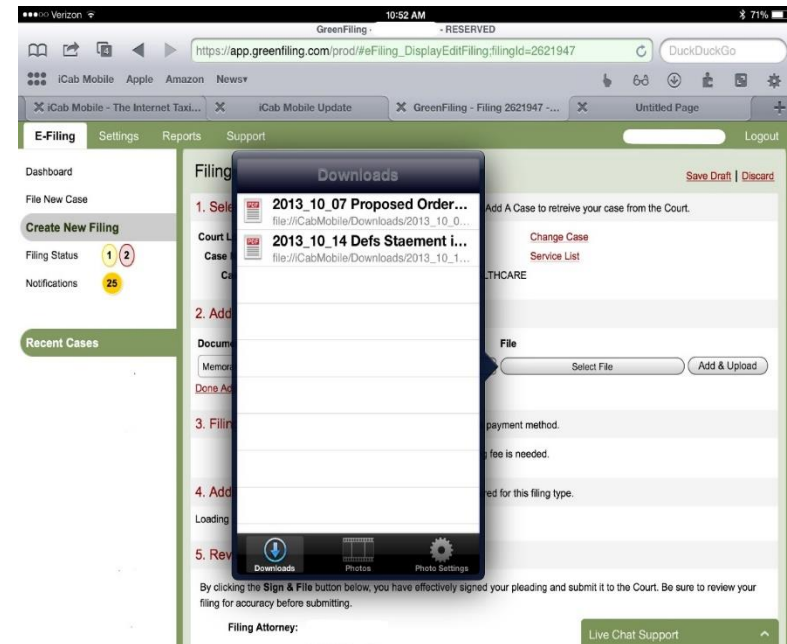 Verizon 10:52 AM 71%
GreenFiling · - RESERVED
https://app.greenfiling.com/prod/#eFiling_DisplayEditFiling;filingId=2621947 DuckDuckGo
iCab Mobile Apple Amazon News▾
iCab Mobile - The Internet Taxi... iCab Mobile Update GreenFiling - Filing 2621947 -... Untitled Page
E-Filing Settings Reports Support Logout
Dashboard
File New Case
Create New Filing
Filing Status 1 2
Notifications 25
Recent Cases
Filing
Save Draft | Discard
1. Sele
Add A Case to retreive your case from the Court.
Court L
Change Case
Case
Service List
Ca
LTHCARE
2. Add
Docume
File
Memora
Select File Add & Upload
Done Ad
3. Filin
payment method.
fee is needed.
4. Add
red for this filing type.
Loading
5. Rev
Downloads
2013_10_07 Proposed Order...
file://iCabMobile/Downloads/2013_10_0...
2013_10_14 Defs Staement i...
file://iCabMobile/Downloads/2013_10_1...
Downloads Photos Photo Settings
By clicking the Sign & File button below, you have effectively signed your pleading and submit it to the Court. Be sure to review your
filing for accuracy before submitting.
Filing Attorney:
Live Chat Support